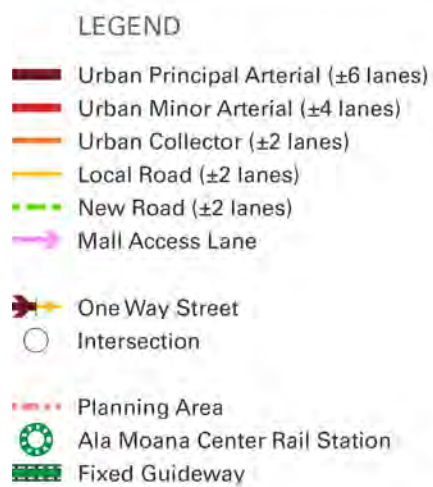 LEGEND
Urban Principal Arterial (±6 lanes)
Urban Minor Arterial (±4 lanes)
Urban Collector (±2 lanes)
Local Road (±2 lanes)
New Road (±2 lanes)
Mall Access Lane
One Way Street
Intersection
Planning Area
Ala Moana Center Rail Station
Fixed Guideway